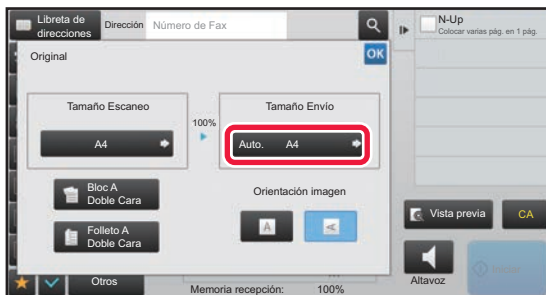 Libreta de
direcciones
Dirección
Número de Fax
N-Up
Colocar varias pág. en 1 pág.
Original
OK
Tamaño Escaneo
100%
Tamaño Envío
A4
Auto. A4
Bloc A
Doble Cara
Orientación imagen
A
A
Folleto A
Doble Cara
Vista previa
CA
Otros
Memoria recepción: 100%
Altavoz